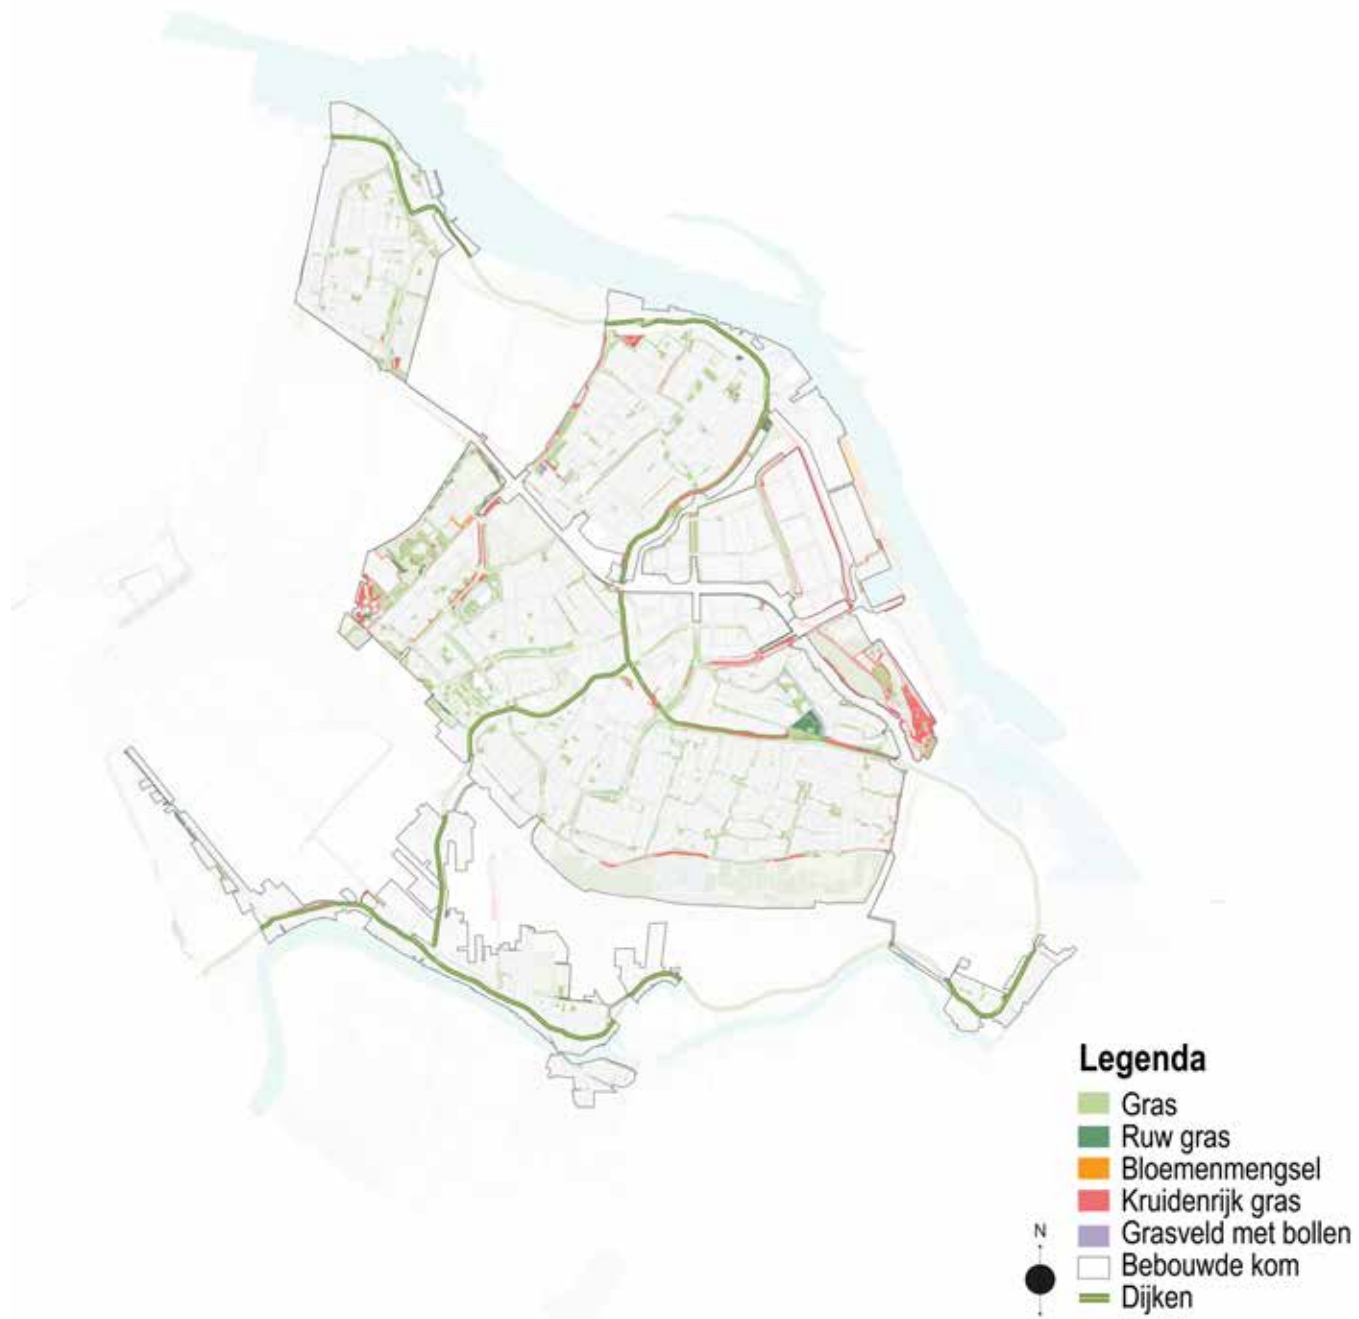 Legenda
Gras
Ruw gras
Bloemenmengsel
Kruidenrijk gras
Grasveld met bollen
Bebouwde kom
Dijken
N